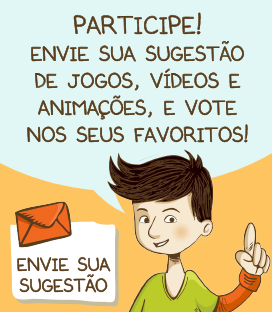 PARTICIPE!
ENVIE SUA SUGESTÃO
DE JOGOS, VÍDEOS E
ANIMAÇÕES, E VOTE
NOS SEUS FAVORITOS!
ENVIE SUA
SUGESTÃO